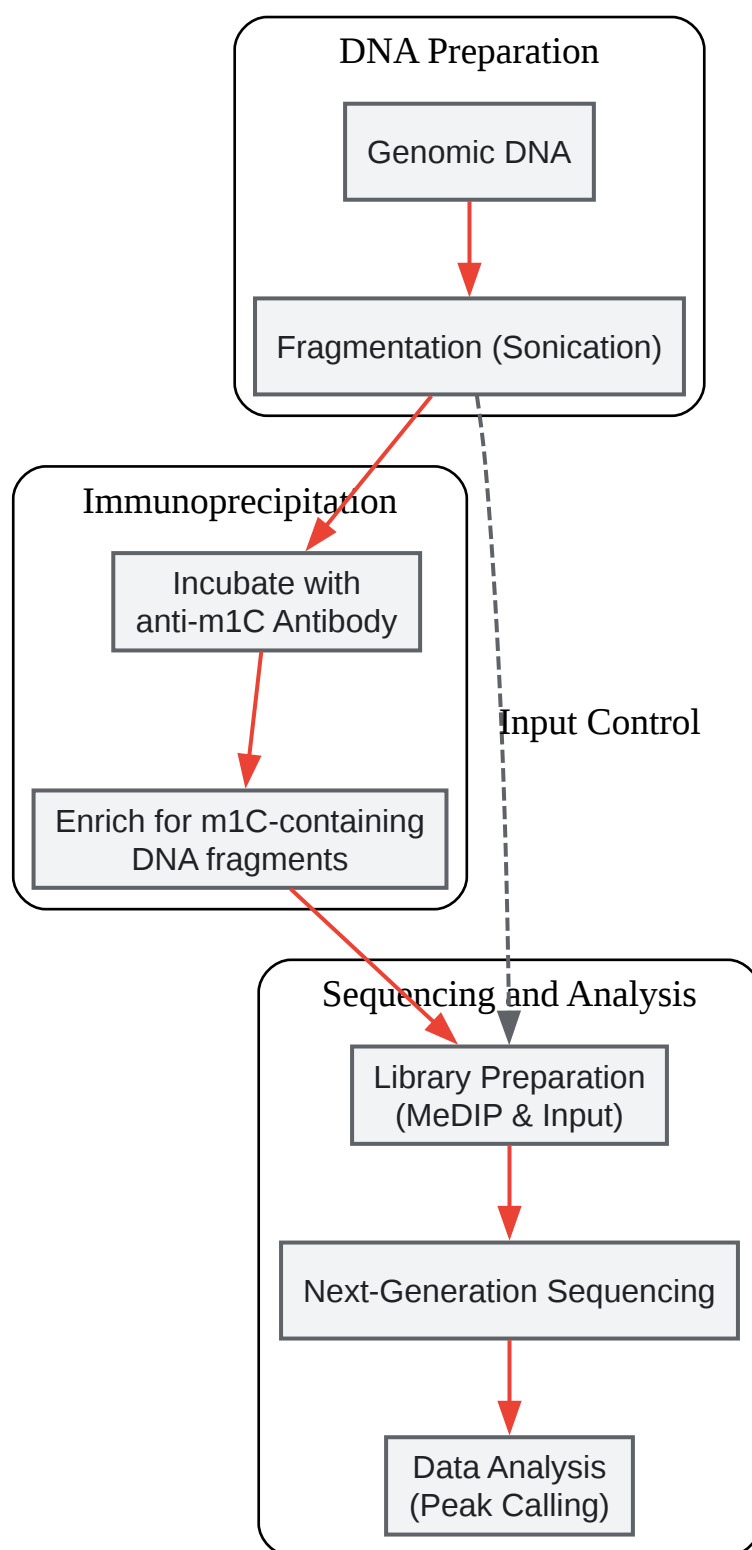 DNA Preparation
Genomic DNA
Fragmentation (Sonication)
Immunoprecipitation
Incubate with
anti-m1C Antibody
Input Control
Enrich for m1C-containing
DNA fragments
Sequencing and Analysis
Library Preparation
(MeDIP & Input)
Next-Generation Sequencing
Data Analysis
(Peak Calling)